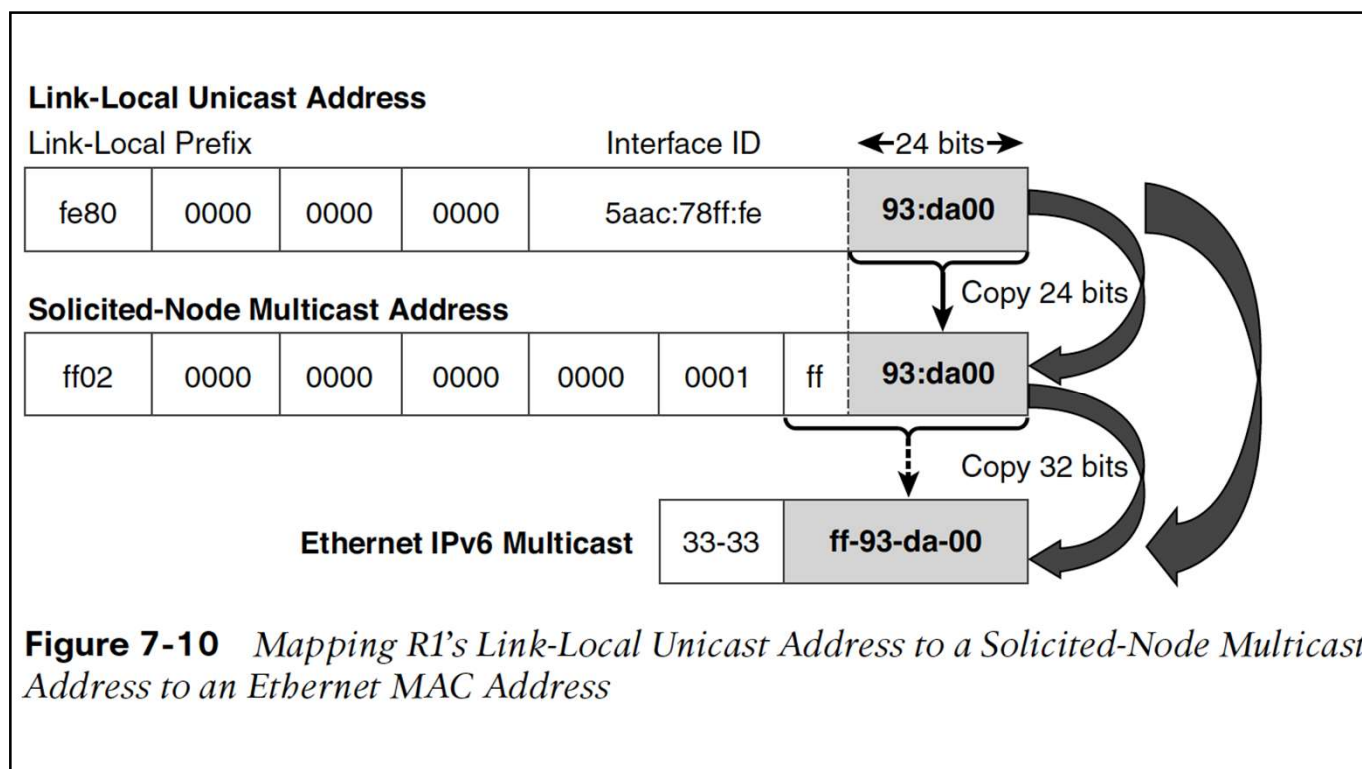 Link-Local Unicast Address
Link-Local Prefix Interface ID 24 bits
fe80 0000 0000 0000 5aac:78ff:fe 93:da00
Copy 24 bits
Solicited-Node Multicast Address
ff02 0000 0000 0000 0000 0001 ff 93:da00
Copy 32 bits
Ethernet IPv6 Multicast 33-33 ff-93-da-00
Figure 7-10 Mapping R1's Link-Local Unicast Address to a Solicited-Node Multicast
Address to an Ethernet MAC Address